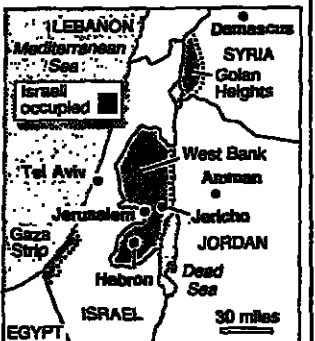 LEBANON
Damascus
Mediterranean
Sea
SYRIA
Golan
Heights
Israeli
occupied
West Bank
Tel Aviv
Amman
Jerusalem
Jericho
Gaza
Strip
JORDAN
Hebron
Dead
Sea
ISRAEL
30 miles
EGYPT